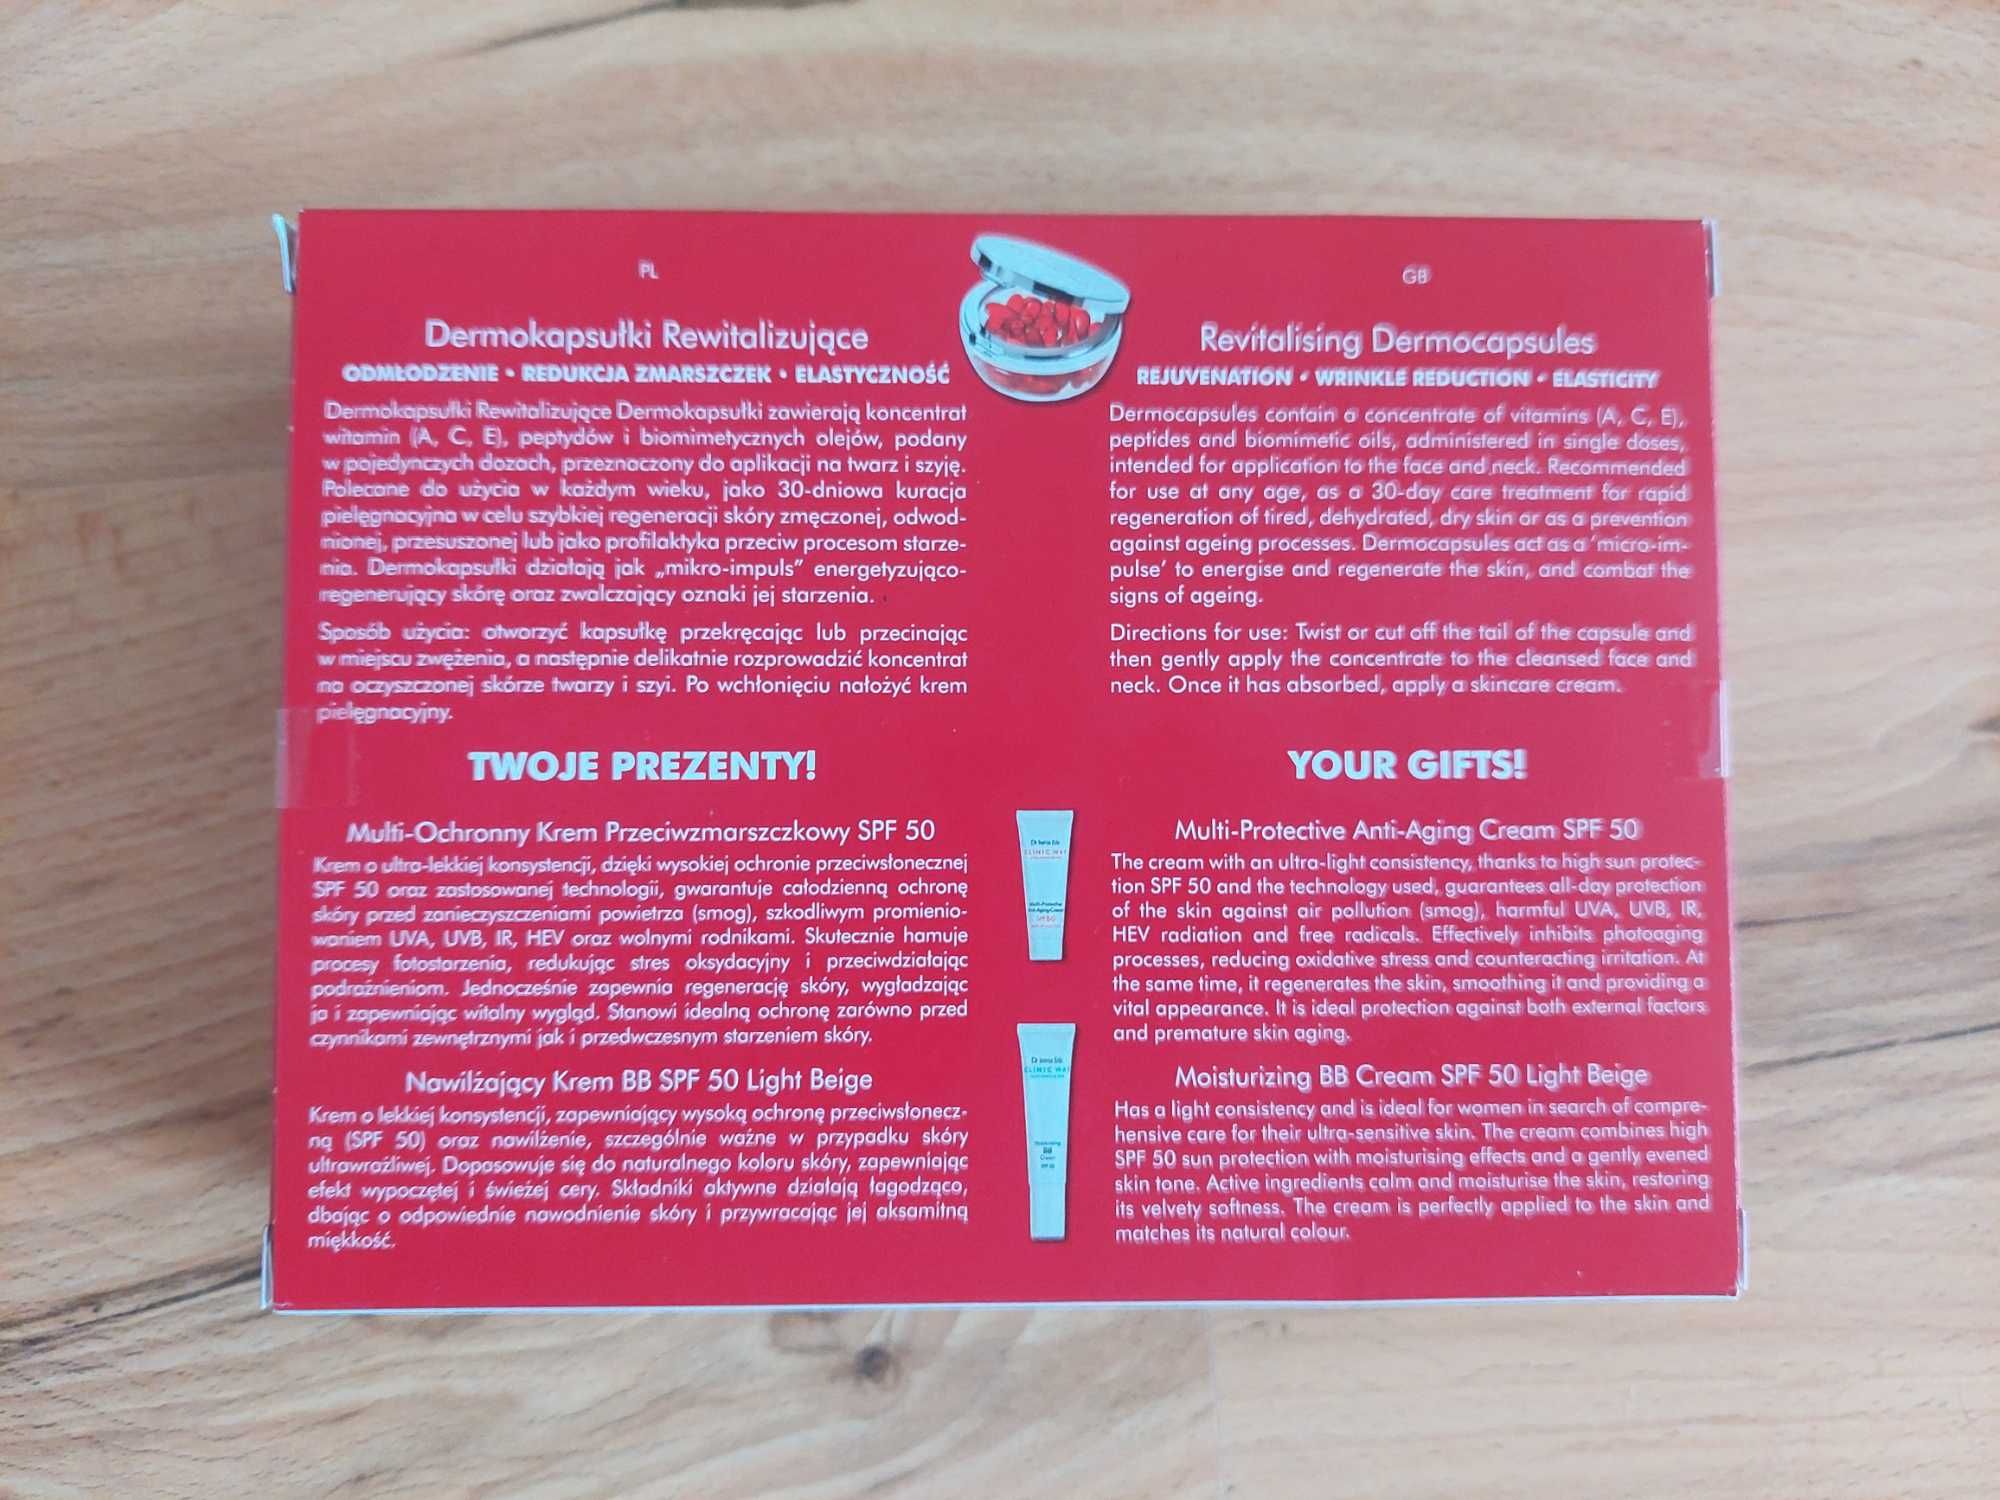 PL
Dermokapsułki Rewitalizujące
ODMŁODZENIE • REDUKCJA ZMARSZCZEK • ELASTYCZNOŚĆ
Dermokapsułki Rewitalizujące Dermokapsułki zawierają koncentrat
witamin (A, C, E), peptydów i biomimetycznych olejów, podany
w pojedynczych dozach, przeznaczony do aplikacji na twarz i szyję.
Polecane do użycia w każdym wieku, jako 30-dniowa kuracja
pielęgnacyjna w celu szybkiej regeneracji skóry zmęczonej, odwod-
nionej, przesuszonej lub jako profilaktyka przeciw procesom starze-
nia. Dermokapsułki działają jak „mikro-impuls” energetyzująco-
regenerujący skórę oraz zwalczający oznaki jej starzenia.
Sposób użycia: otworzyć kapsułkę przekręcając lub przecinając
w miejscu zwężenia, a następnie delikatnie rozprowadzić koncentrat
na oczyszczonej skórze twarzy i szyi. Po wchłonięciu nałożyć krem
pielęgnacyjny.
TWOJE PREZENTY!
Multi-Ochronny Krem Przeciwzmarszczkowy SPF 50
Krem o ultra-lekkiej konsystencji, dzięki wysokiej ochronie przeciwsłonecznej
SPF 50 oraz zastosowanej technologii, gwarantuje całodzienną ochronę
skóry przed zanieczyszczeniami powietrza (smog), szkodliwym promienio-
waniem UVA, UVB, IR, HEV oraz wolnymi rodnikami. Skutecznie hamuje
procesy fotostarzenia, redukując stres oksydacyjny i przeciwdziałając
podrażnieniom. Jednocześnie zapewnia regenerację skóry, wygładzając
ja i zapewniając witalny wygląd. Stanowi idealną ochronę zarówno przed
czynnikami zewnętrznymi jak i przedwczesnym starzeniem skóry.
Nawilżający Krem BB SPF 50 Light Beige
Krem o lekkiej konsystencji, zapewniający wysoką ochronę przeciwsłonecz-
ną (SPF 50) oraz nawilżenie, szczególnie ważne w przypadku skóry
ultrawrażliwej. Dopasowuje się do naturalnego koloru skóry, zapewniając
efekt wypoczętej i świeżej cery. Składniki aktywne działają łagodząco,
dbając o odpowiednie nawodnienie skóry i przywracając jej aksamitną
miękkość.
GB
Revitalising Dermocapsules
REJUVENATION • WRINKLE REDUCTION • ELASTICITY
Dermocapsules contain a concentrate of vitamins (A, C, E),
peptides and biomimetic oils, administered in single doses,
intended for application to the face and neck. Recommended
for use at any age, as a 30-day care treatment for rapid
regeneration of tired, dehydrated, dry skin or as a prevention
against ageing processes. Dermocapsules act as a ‘micro-im-
pulse’ to energise and regenerate the skin, and combat the
signs of ageing.
Directions for use: Twist or cut off the tail of the capsule and
then gently apply the concentrate to the cleansed face and
neck. Once it has absorbed, apply a skincare cream.
YOUR GIFTS!
Multi-Protective Anti-Aging Cream SPF 50
The cream with an ultra-light consistency, thanks to high sun protec-
tion SPF 50 and the technology used, guarantees all-day protection
of the skin against air pollution (smog), harmful UVA, UVB, IR,
HEV radiation and free radicals. Effectively inhibits photoaging
processes, reducing oxidative stress and counteracting irritation. At
the same time, it regenerates the skin, smoothing it and providing a
vital appearance. It is ideal protection against both external factors
and premature skin aging.
Moisturizing BB Cream SPF 50 Light Beige
Has a light consistency and is ideal for women in search of compre-
hensive care for their ultra-sensitive skin. The cream combines high
SPF 50 sun protection with moisturising effects and a gently evened
skin tone. Active ingredients calm and moisturise the skin, restoring
its velvety softness. The cream is perfectly applied to the skin and
matches its natural colour.
CLINIC WAY
Multi-Protective
Anti-Aging Cream
SPF 50
CLINIC WAY
Moisturizing
BB
Cream
SPF 50